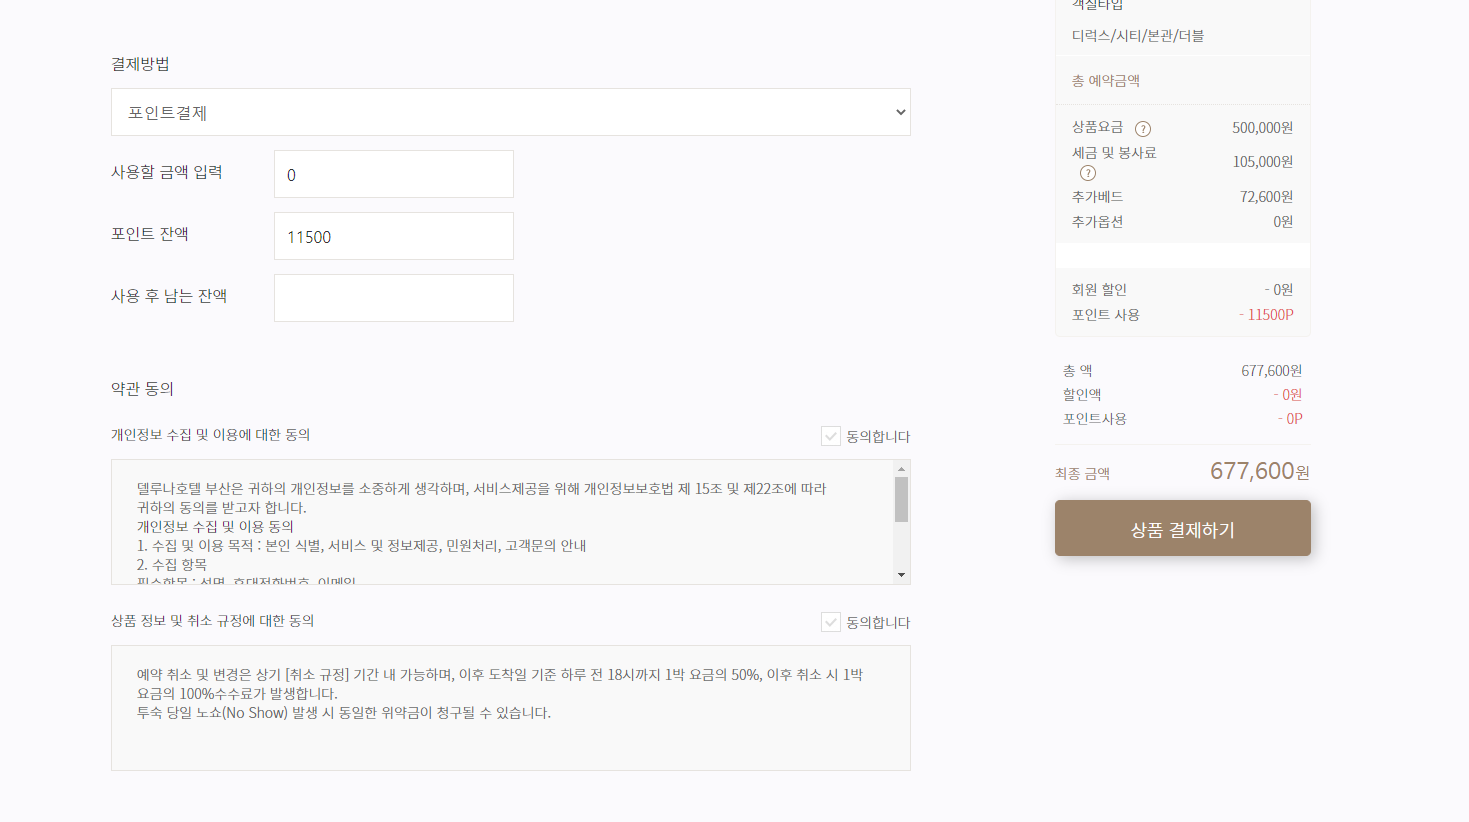 결제방법
포인트결제
사용할 금액 입력
0
포인트 잔액
11500
사용 후 남는 잔액
약관 동의
개인정보 수집 및 이용에 대한 동의
동의합니다
델루나호텔 부산은 귀하의 개인정보를 소중하게 생각하며, 서비스제공을 위해 개인정보보호법 제 15조 및 제22조에 따라
귀하의 동의를 받고자 합니다.
개인정보 수집 및 이용 동의
1. 수집 및 이용 목적 : 본인 식별, 서비스 및 정보제공, 민원처리, 고객문의 안내
2. 수집 항목
필수항목 : 성명, 휴대전화번호, 이메일
상품 정보 및 취소 규정에 대한 동의
동의합니다
예약 취소 및 변경은 상기 [취소 규정] 기간 내 가능하며, 이후 도착일 기준 하루 전 18시까지 1박 요금의 50%, 이후 취소 시 1박
요금의 100%수수료가 발생합니다.
투숙 당일 노쇼(No Show) 발생 시 동일한 위약금이 청구될 수 있습니다.
객실타입
디럭스/시티/본관/더블
총 예약금액
상품요금 ? 500,000원
세금 및 봉사료
? 105,000원
추가베드 72,600원
추가옵션 0원
회원 할인 - 0원
포인트 사용 - 11500P
총 액 677,600원
할인액 - 0원
포인트사용 - 0P
최종 금액 677,600원
상품 결제하기